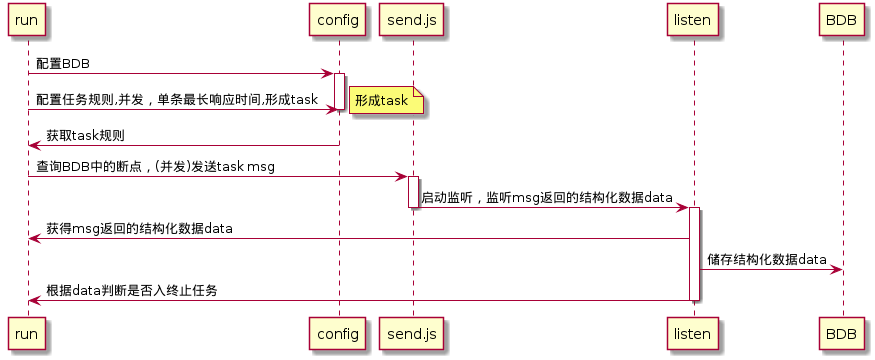 run config send.js listen BDB
配置BDB
配置任务规则,并发，单条最长响应时间,形成task
形成task
获取task规则
查询BDB中的断点，(并发)发送task msg
启动监听，监听msg返回的结构化数据data
获得msg返回的结构化数据data
储存结构化数据data
根据data判断是否入终止任务
run config send.js listen BDB